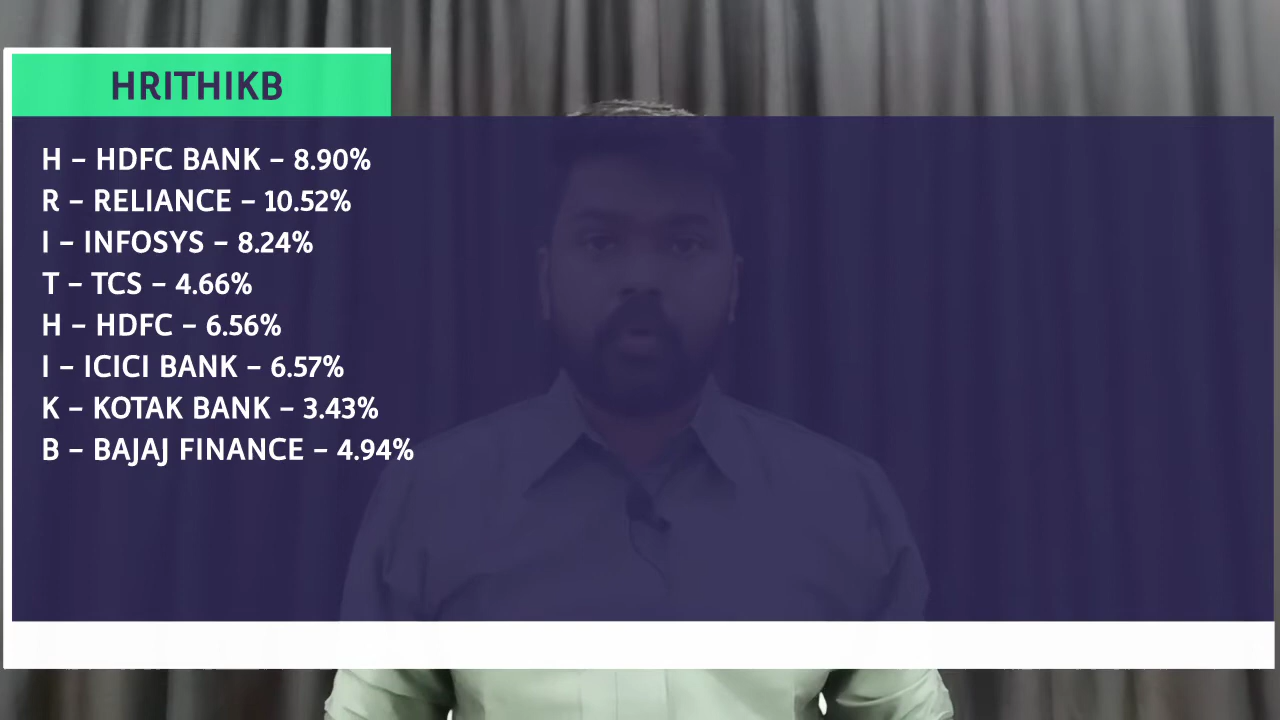 HRITHIKB
H – HDFC BANK – 8.90%
R – RELIANCE – 10.52%
I – INFOSYS – 8.24%
T – TCS – 4.66%
H – HDFC – 6.56%
I – ICICI BANK – 6.57%
K – KOTAK BANK – 3.43%
B – BAJAJ FINANCE – 4.94%